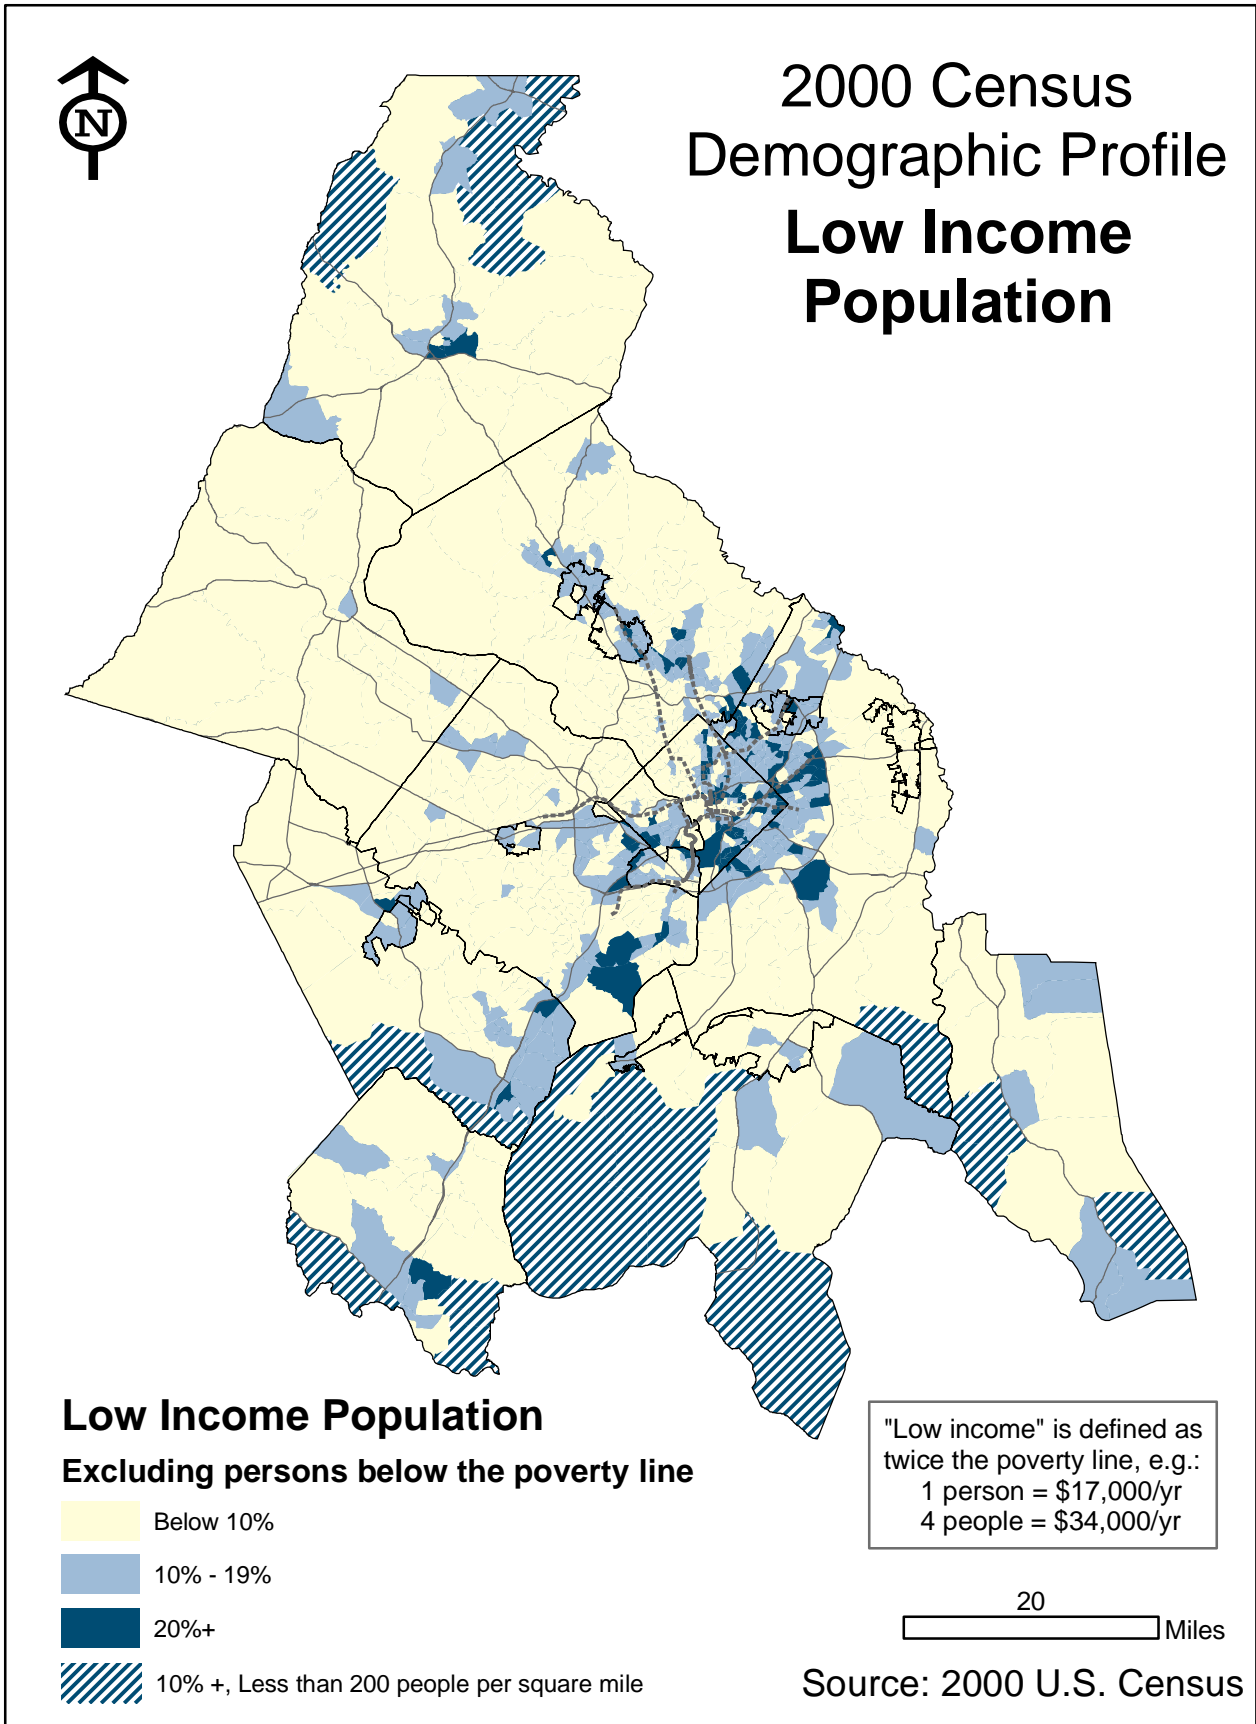 N
2000 Census
Demographic Profile
Low Income
Population
Low Income Population
Excluding persons below the poverty line
Below 10%
10% - 19%
20%+
10% +, Less than 200 people per square mile
"Low income" is defined as
twice the poverty line, e.g.:
1 person = $17,000/yr
4 people = $34,000/yr
20
Miles
Source: 2000 U.S. Census